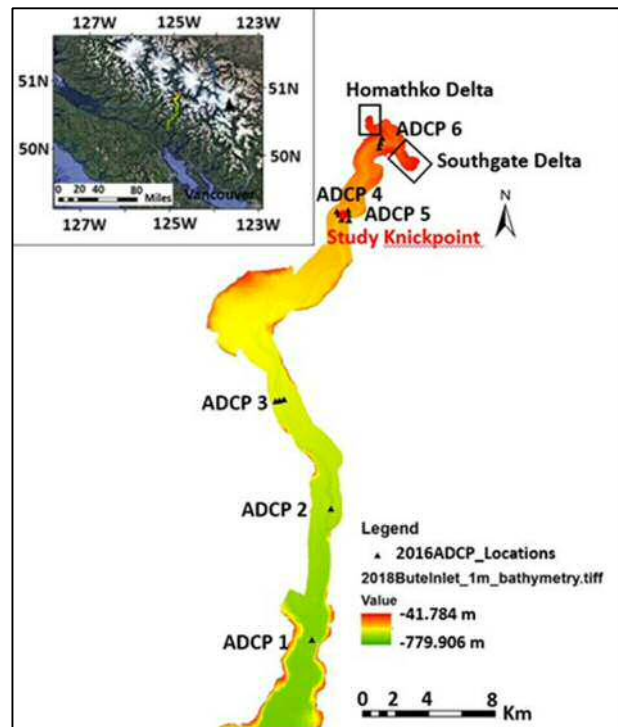 127W 125W 123W
51N
51N
50N
50N
0 20 40 80
Miles
Vancouver
127W 125W 123W
Homathko Delta
ADCP 6
Southgate Delta
ADCP 4
ADCP 5
N
Study Knickpoint
ADCP 3
ADCP 2
Legend
2016ADCP_Locations
2018ButeInlet_1m_bathymetry.tiff
Value
-41.784 m
-779.906 m
ADCP 1
0 2 4 8
Km